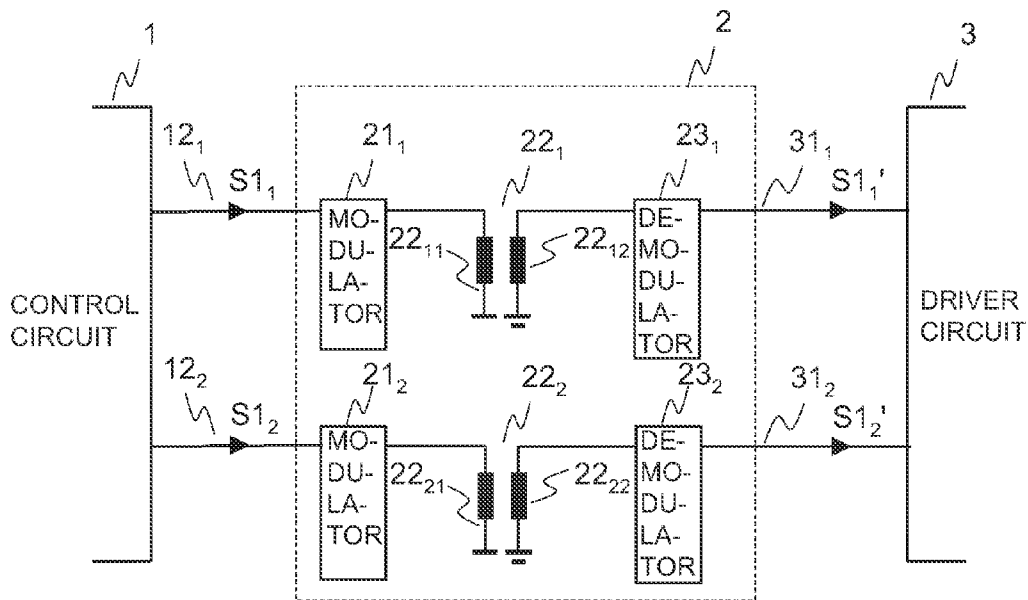 1
2
3
12₁
S1₁
21₁
22₁
23₁
31₁
S1₁'
MO-
DU-
LA-
TOR
22₁₁
22₁₂
DE-
MO-
DU-
LA-
TOR
CONTROL
CIRCUIT
DRIVER
CIRCUIT
12₂
S1₂
21₂
22₂
23₂
31₂
S1₂'
MO-
DU-
LA-
TOR
22₂₁
22₂₂
DE-
MO-
DU-
LA-
TOR